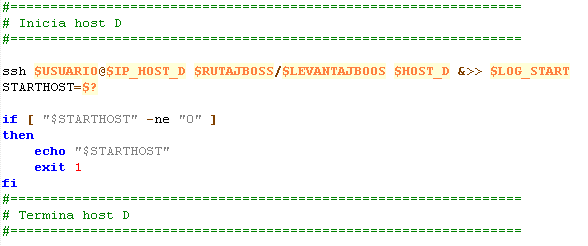 #================================================================
# Inicia host D
#================================================================
ssh $USUARIO@$IP_HOST_D $RUTAJBOSS/$LEVANTAJBOOS $HOST_D &>> $LOG_START
STARTHOST=$?
if [ "$STARTHOST" -ne "0" ]
then
    echo "$STARTHOST"
    exit 1
fi
#================================================================
# Termina host D
#================================================================